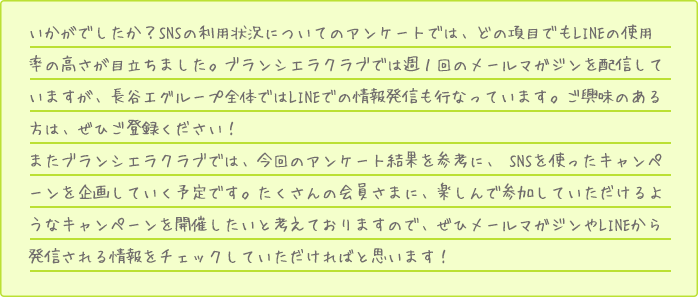 いかがでしたか？SNSの利用状況についてのアンケートでは、どの項目でもLINEの使用
率の高さが目立ちました。ブランシエラクラブでは週１回のメールマガジンを配信して
いますが、長谷工グループ全体ではLINEでの情報発信も行なっています。ご興味のある
方は、ぜひご登録ください！
またブランシエラクラブでは、今回のアンケート結果を参考に、 SNSを使ったキャンペ
ーンを企画していく予定です。たくさんの会員さまに、楽しんで参加していただけるよ
うなキャンペーンを開催したいと考えておりますので、ぜひメールマガジンやLINEから
発信される情報をチェックしていただければと思います！